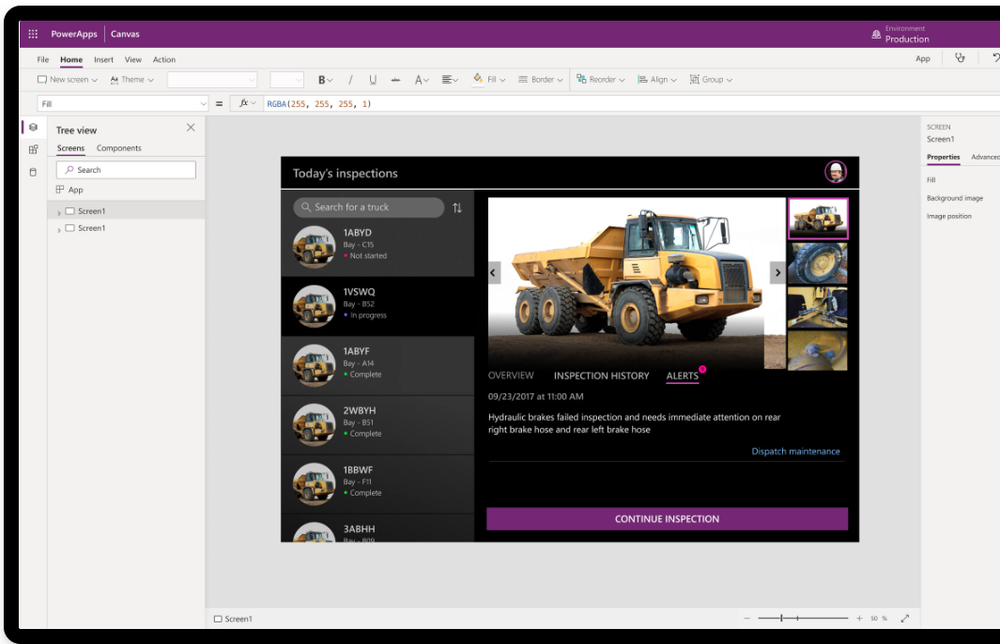 PowerApps Canvas
Environment
Production
File Home Insert View Action
App
New screen Theme B I U abc A Fill Border Reorder Align Group
Fill = fx RGBA(255, 255, 255, 1)
Tree view
Screens Components
Search
App
Screen1
Screen1
Today's inspections
Search for a truck
1ABYD
Bay - C15
Not started
1VSWQ
Bay - B52
In progress
1ABYF
Bay - A14
Complete
2WBYH
Bay - B51
Complete
1BBWF
Bay - F11
Complete
3ABHH
Bay - B09
OVERVIEW INSPECTION HISTORY ALERTS
09/23/2017 at 11:00 AM
Hydraulic brakes failed inspection and needs immediate attention on rear
right brake hose and rear left brake hose
Dispatch maintenance
CONTINUE INSPECTION
SCREEN
Screen1
Properties Advanced
Fill
Background image
Image position
Screen1
50 %